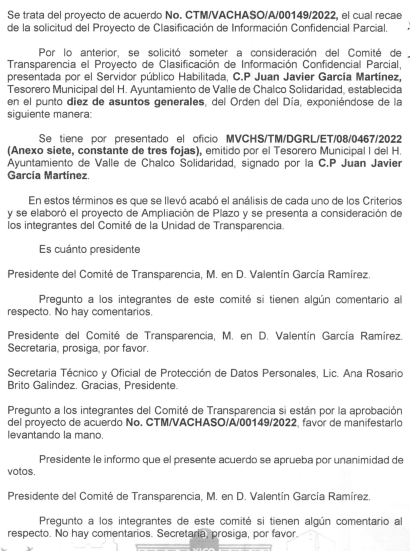 Se trata del proyecto de acuerdo No. CTM/VACHASO/A/00149/2022, el cual recae
de la solicitud del Proyecto de Clasificación de Información Confidencial Parcial.
Por lo anterior, se solicitó someter a consideración del Comité de
Transparencia el Proyecto de Clasificación de Información Confidencial Parcial,
presentada por el Servidor público Habilitada, C.P Juan Javier García Martínez,
Tesorero Municipal del H. Ayuntamiento de Valle de Chalco Solidaridad, establecida
en el punto diez de asuntos generales, del Orden del Día, exponiéndose de la
siguiente manera:
Se tiene por presentado el oficio MVCHS/TM/DGRL/ET/08/0467/2022
(Anexo siete, constante de tres fojas), emitido por el Tesorero Municipal l del H.
Ayuntamiento de Valle de Chalco Solidaridad, signado por la C.P Juan Javier
García Martínez.
En estos términos es que se llevó acabó el análisis de cada uno de los Criterios
y se elaboró el proyecto de Ampliación de Plazo y se presenta a consideración de
los integrantes del Comité de la Unidad de Transparencia.
Es cuánto presidente
Presidente del Comité de Transparencia, M. en D. Valentín García Ramírez.
Pregunto a los integrantes de este comité si tienen algún comentario al
respecto. No hay comentarios.
Presidente del Comité de Transparencia, M. en D. Valentín García Ramírez.
Secretaria, prosiga, por favor.
Secretaria Técnico y Oficial de Protección de Datos Personales, Lic. Ana Rosario
Brito Galindez. Gracias, Presidente.
Pregunto a los integrantes del Comité de Transparencia si están por la aprobación
del proyecto de acuerdo No. CTM/VACHASO/A/00149/2022, favor de manifestarlo
levantando la mano.
Presidente le informo que el presente acuerdo se aprueba por unanimidad de
votos.
Presidente del Comité de Transparencia, M. en D. Valentín García Ramírez.
Pregunto a los integrantes de este comité si tienen algún comentario al
respecto. No hay comentarios. Secretaria, prosiga, por favor.